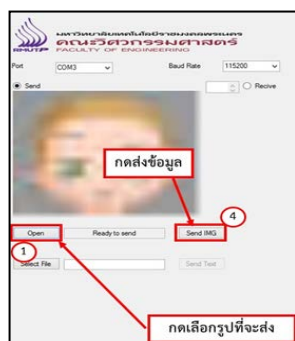 มหาวิทยาลัยเทคโนโลยีราชมงคลพระนคร
คณะวิศวกรรมศาสตร์
RMUTP FACULTY OF ENGINEERING
Port COM3 Baud Rate 115200
Send Recive
กดส่งข้อมูล
4
Open Ready to send Send IMG
1
Select File Send Text
กดเลือกรูปที่จะส่ง